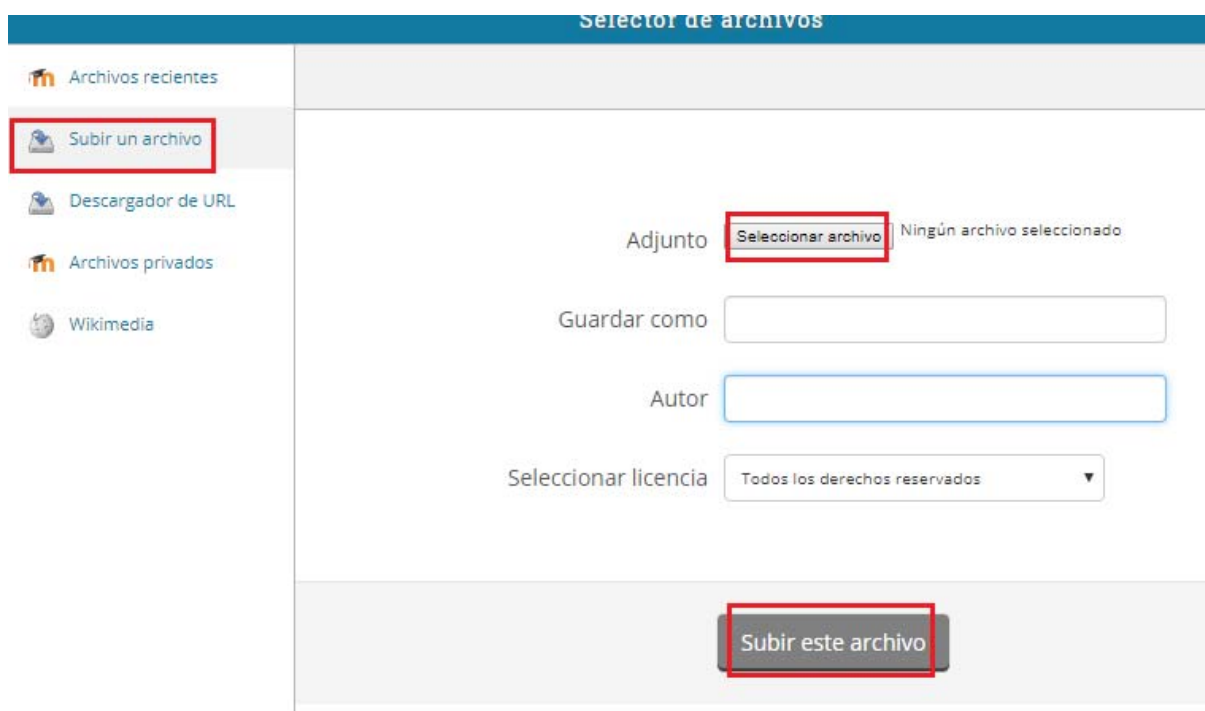 Selector de archivos
Archivos recientes
Subir un archivo
Descargador de URL
Archivos privados
Wikimedia
Adjunto Seleccionar archivo Ningún archivo seleccionado
Guardar como
Autor
Seleccionar licencia Todos los derechos reservados
Subir este archivo